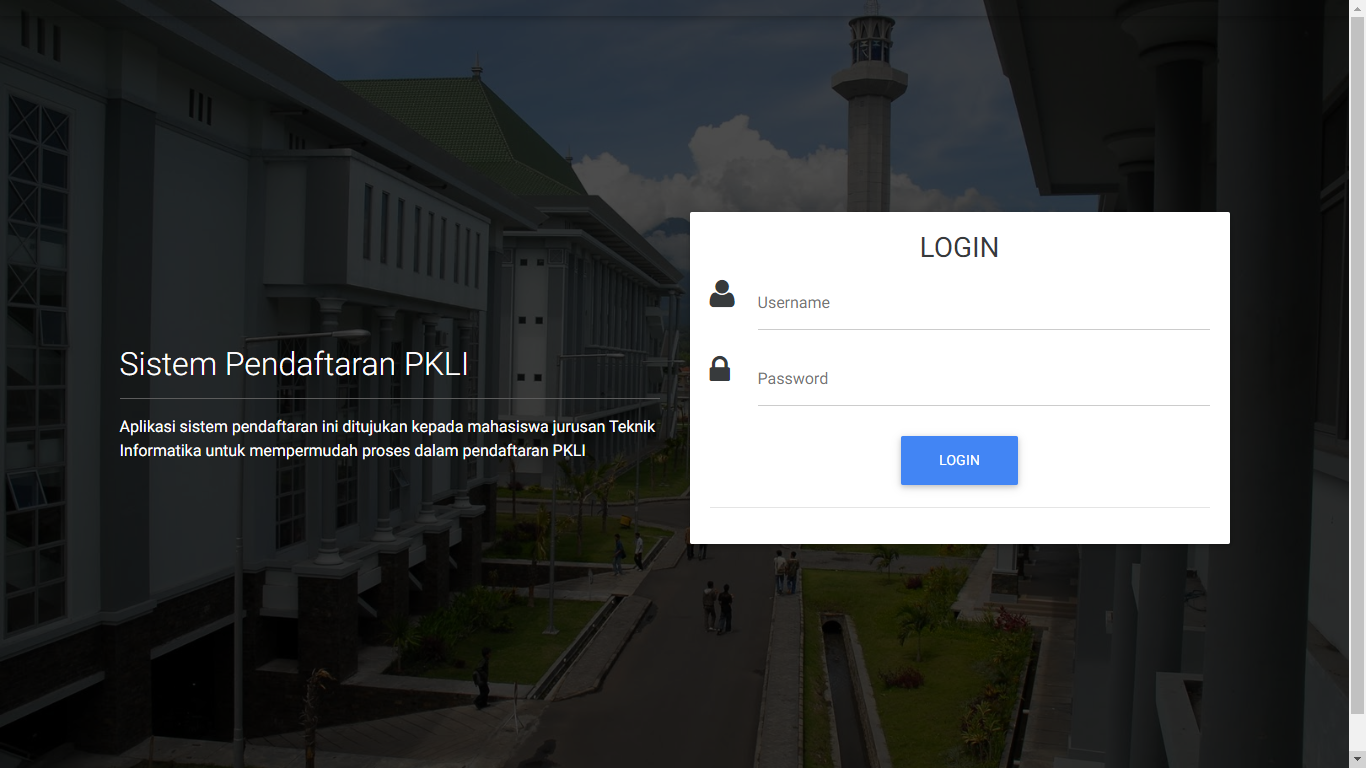 Sistem Pendaftaran PKLI
Aplikasi sistem pendaftaran ini ditujukan kepada mahasiswa jurusan Teknik
Informatika untuk mempermudah proses dalam pendaftaran PKLI
LOGIN
Username
Password
LOGIN